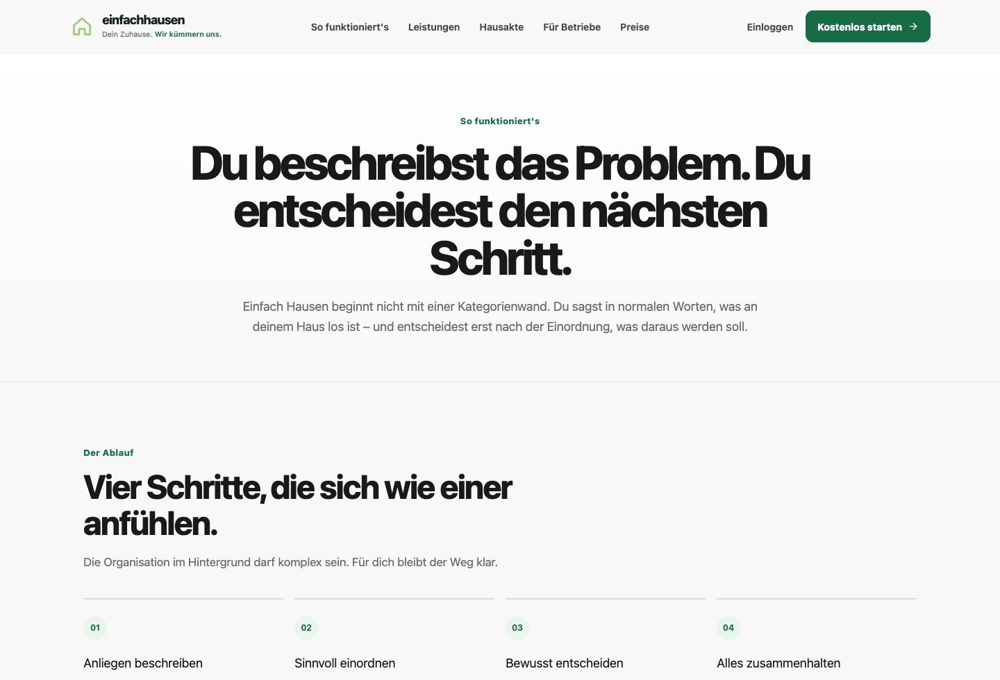 einfachhausen
Dein Zuhause. Wir kümmern uns.
So funktioniert's
Leistungen
Hausakte
Für Betriebe
Preise
Einloggen
Kostenlos starten
So funktioniert's
Du beschreibst das Problem. Du
entscheidest den nächsten
Schritt.
Einfach Hausen beginnt nicht mit einer Kategorienwand. Du sagst in normalen Worten, was an
deinem Haus los ist – und entscheidest erst nach der Einordnung, was daraus werden soll.
Der Ablauf
Vier Schritte, die sich wie einer
anfühlen.
Die Organisation im Hintergrund darf komplex sein. Für dich bleibt der Weg klar.
01
02
03
04
Anliegen beschreiben
Sinnvoll einordnen
Bewusst entscheiden
Alles zusammenhalten